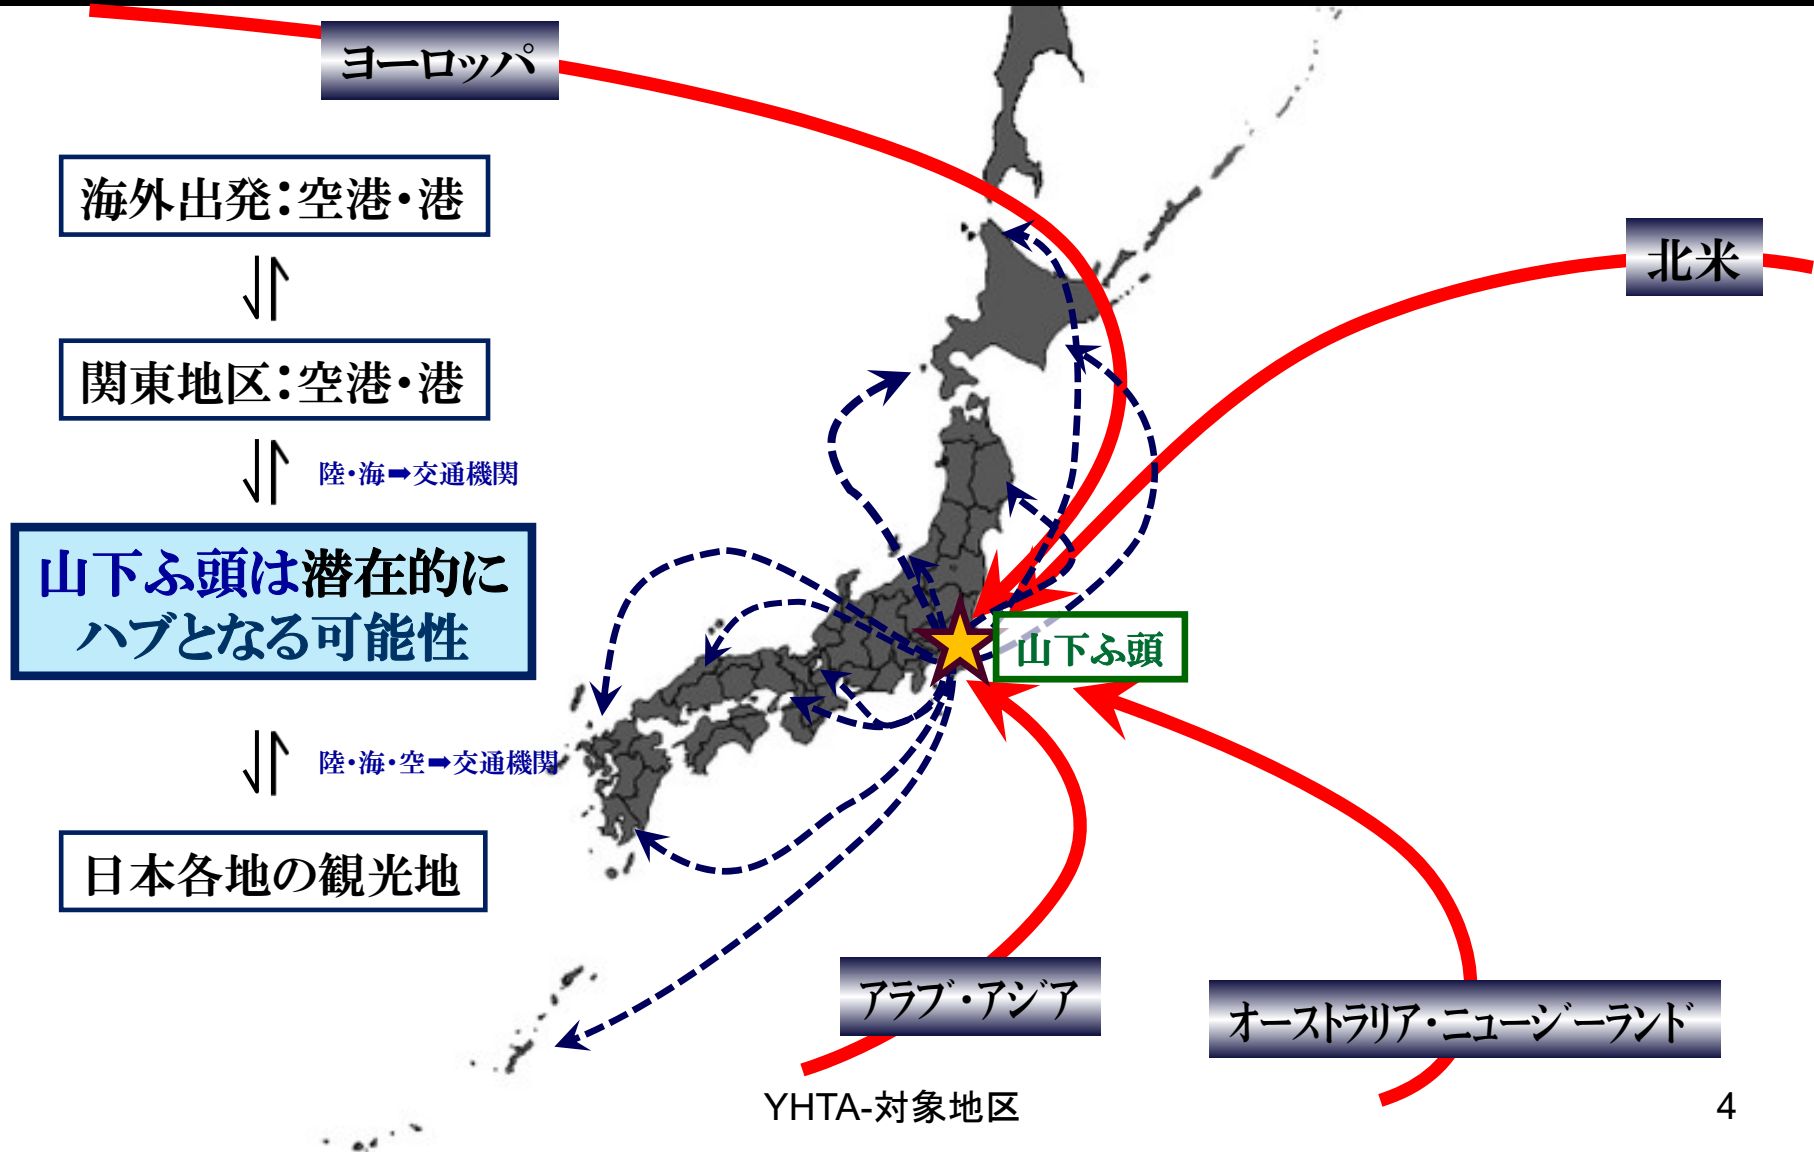 ヨーロッパ
海外出発：空港・港
北米
関東地区：空港・港
陸・海➡交通機関
山下ふ頭は潜在的に
ハブとなる可能性
山下ふ頭
陸・海・空➡交通機関
日本各地の観光地
アラブ・アジア
オーストラリア・ニュージーランド
YHTA-対象地区
4